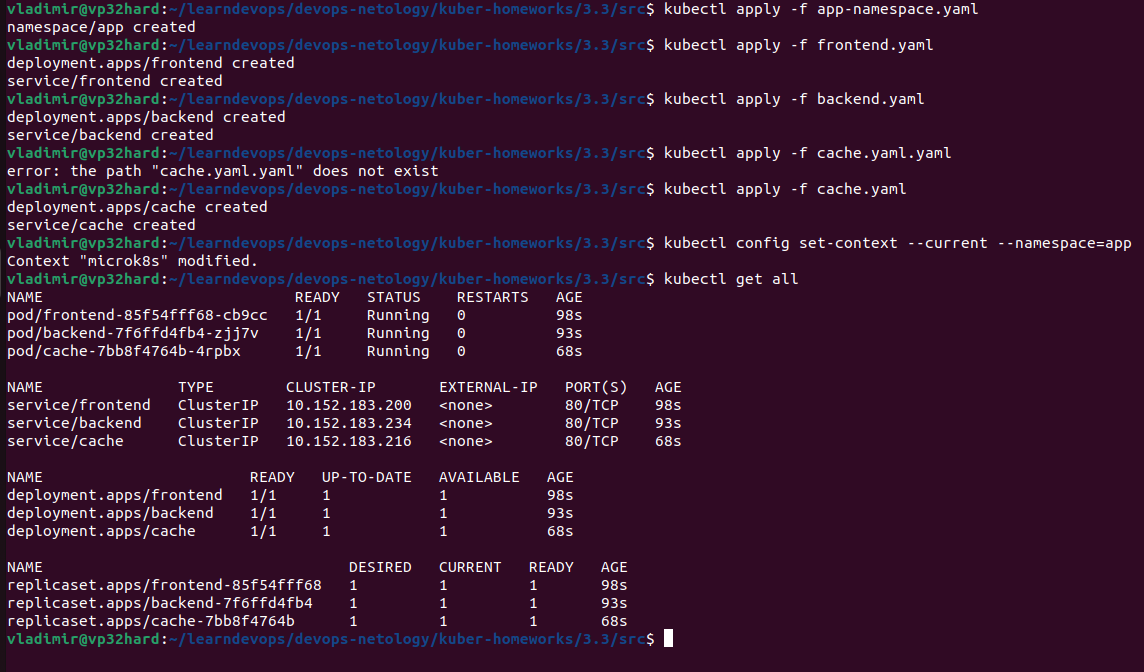 vladimir@vp32hard:~/learndevops/devops-netology/kuber-homeworks/3.3/src$ kubectl apply -f app-namespace.yaml
namespace/app created
vladimir@vp32hard:~/learndevops/devops-netology/kuber-homeworks/3.3/src$ kubectl apply -f frontend.yaml
deployment.apps/frontend created
service/frontend created
vladimir@vp32hard:~/learndevops/devops-netology/kuber-homeworks/3.3/src$ kubectl apply -f backend.yaml
deployment.apps/backend created
service/backend created
vladimir@vp32hard:~/learndevops/devops-netology/kuber-homeworks/3.3/src$ kubectl apply -f cache.yaml.yaml
error: the path "cache.yaml.yaml" does not exist
vladimir@vp32hard:~/learndevops/devops-netology/kuber-homeworks/3.3/src$ kubectl apply -f cache.yaml
deployment.apps/cache created
service/cache created
vladimir@vp32hard:~/learndevops/devops-netology/kuber-homeworks/3.3/src$ kubectl config set-context --current --namespace=app
Context "microk8s" modified.
vladimir@vp32hard:~/learndevops/devops-netology/kuber-homeworks/3.3/src$ kubectl get all
NAME                            READY   STATUS    RESTARTS   AGE
pod/frontend-85f54fff68-cb9cc   1/1     Running   0          98s
pod/backend-7f6ffd4fb4-zjj7v    1/1     Running   0          93s
pod/cache-7bb8f4764b-4rpbx      1/1     Running   0          68s

NAME               TYPE        CLUSTER-IP       EXTERNAL-IP   PORT(S)   AGE
service/frontend   ClusterIP   10.152.183.200   <none>        80/TCP    98s
service/backend    ClusterIP   10.152.183.234   <none>        80/TCP    93s
service/cache      ClusterIP   10.152.183.216   <none>        80/TCP    68s

NAME                       READY   UP-TO-DATE   AVAILABLE   AGE
deployment.apps/frontend   1/1     1            1           98s
deployment.apps/backend    1/1     1            1           93s
deployment.apps/cache      1/1     1            1           68s

NAME                                  DESIRED   CURRENT   READY   AGE
replicaset.apps/frontend-85f54fff68   1         1         1       98s
replicaset.apps/backend-7f6ffd4fb4    1         1         1       93s
replicaset.apps/cache-7bb8f4764b      1         1         1       68s
vladimir@vp32hard:~/learndevops/devops-netology/kuber-homeworks/3.3/src$